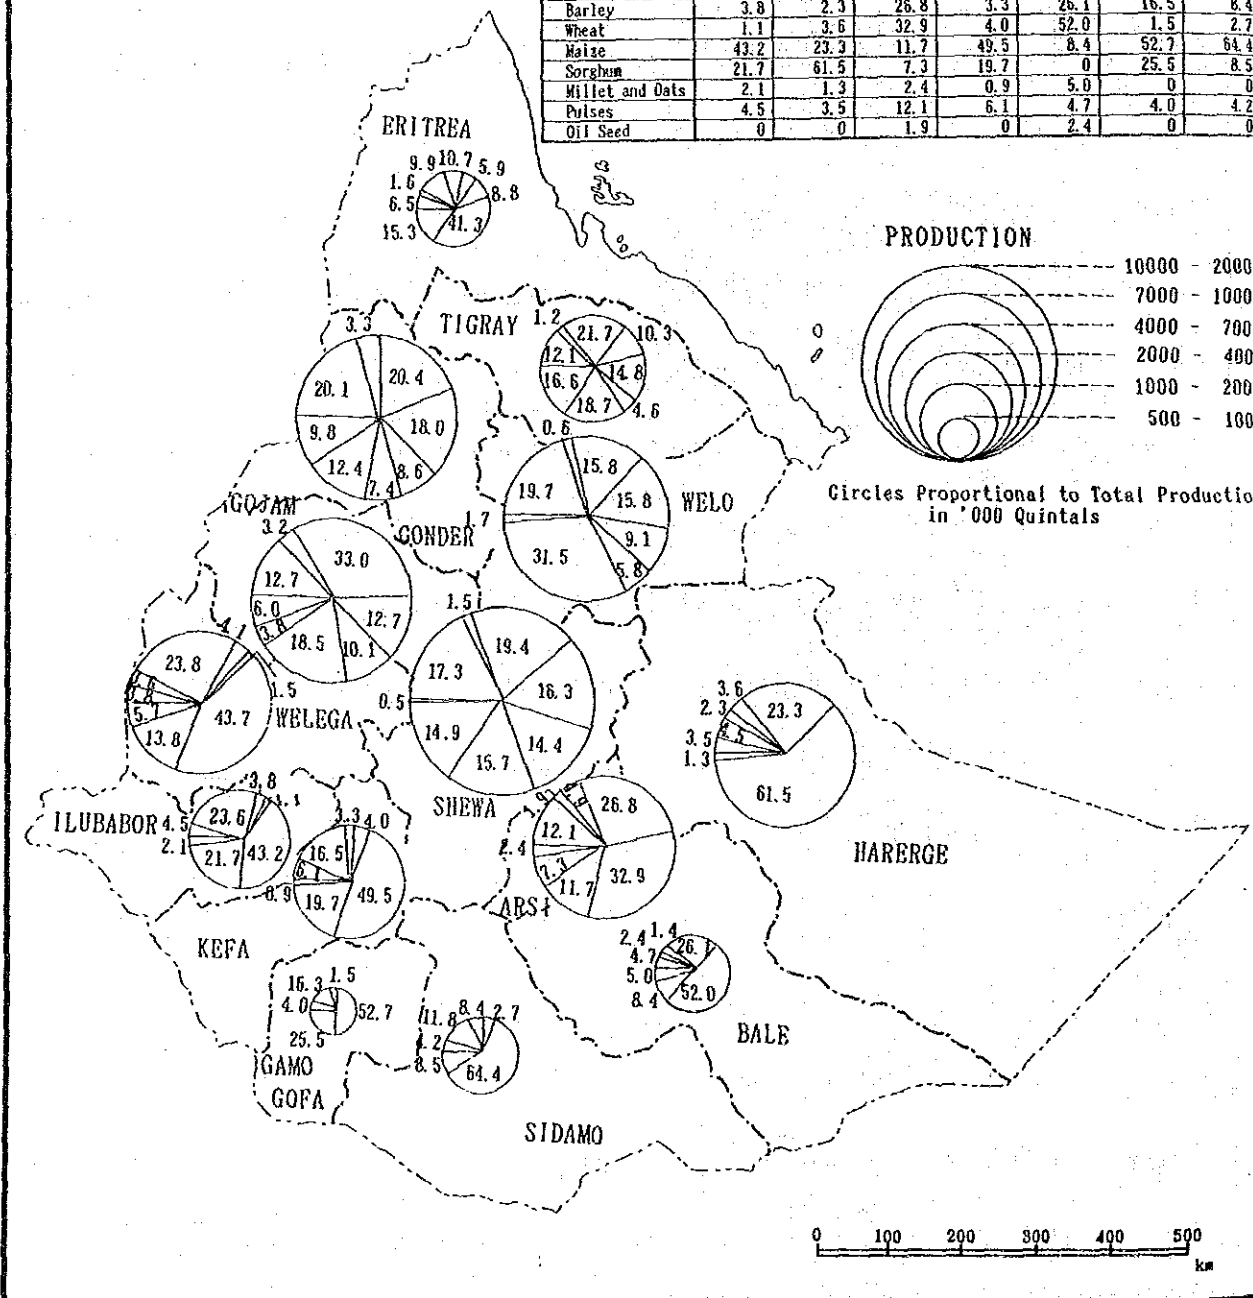 Barley 3.8 2.3 26.8 3.3 26.1 16.5 8.4
Wheat 1.1 3.6 32.9 4.0 52.0 1.5 2.7
Maize 43.2 23.3 11.7 49.5 8.4 52.7 64.4
Sorghum 21.7 61.5 7.3 19.7 0 25.5 8.5
Millet and Oats 2.1 1.3 2.4 0.9 5.0 0 0
Pulses 4.5 3.5 12.1 6.1 4.7 4.0 4.2
Oil Seed 0 0 1.9 0 2.4 0 0
ERITREA
9.9 10.7 5.9
1.6 8.8
6.5
15.3 41.3
PRODUCTION
10000 - 2000
7000 - 1000
4000 - 700
2000 - 400
1000 - 200
500 - 100
Circles Proportional to Total Productio
in '000 Quintals
TIGRAY
1.2 21.7 10.3
12.1 14.8
16.6 18.7 4.6
3.3
20.1 20.4
9.8 18.0
12.4 7.4 8.6
GONDER
0.6 15.8
19.7 15.8
1.7 9.1
31.5 5.8
WELO
GOJAM
3.2 33.0
12.7
6.0 12.7
3.8 18.5 10.1
1.5 19.4
17.3 16.3
0.5
14.9 14.4
15.7
SHEWA
4.1
23.8 1.5
5.7 43.7
13.8
WELEGA
3.6 23.3
2.3
4.5
3.5
1.3
61.5
HARERGE
ILUBABOR
3.8 1.1
23.6
4.5
2.1 43.2
21.7
3.3 4.0
16.5
6.1
0.9 19.7 49.5
KEFA
1.9 26.8
12.1
2.4
7.3 32.9
11.7
ARSI
2.4 1.4 26.1
4.7
5.0
8.4 52.0
BALE
16.3 1.5
4.0 52.7
25.5
GAMO
GOFA
11.8 8.4 2.7
8.5 64.4
SIDAMO
0 100 200 300 400 500
km